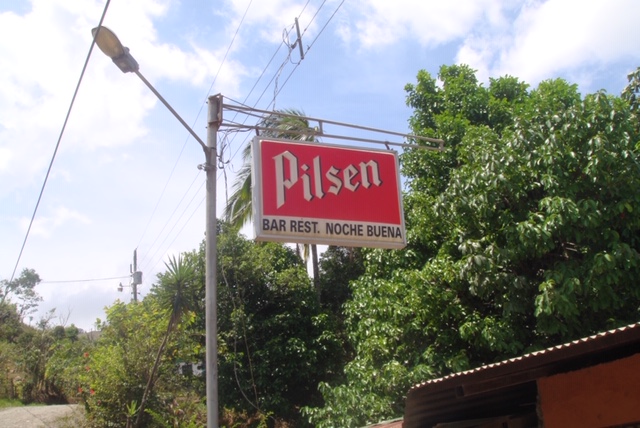 Pilsen
BAR REST. NOCHE BUENA